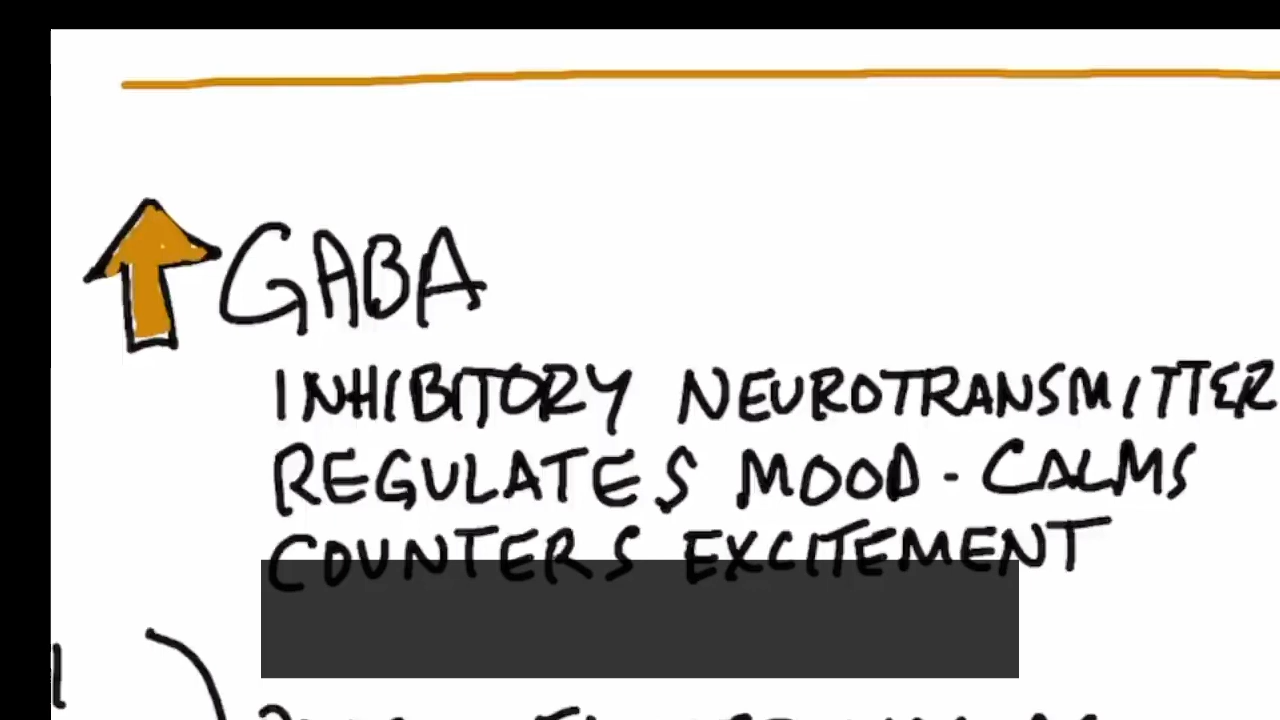 GABA
INHIBITORY NEUROTRANSMITTER
REGULATES MOOD - CALMS
COUNTERS EXCITEMENT